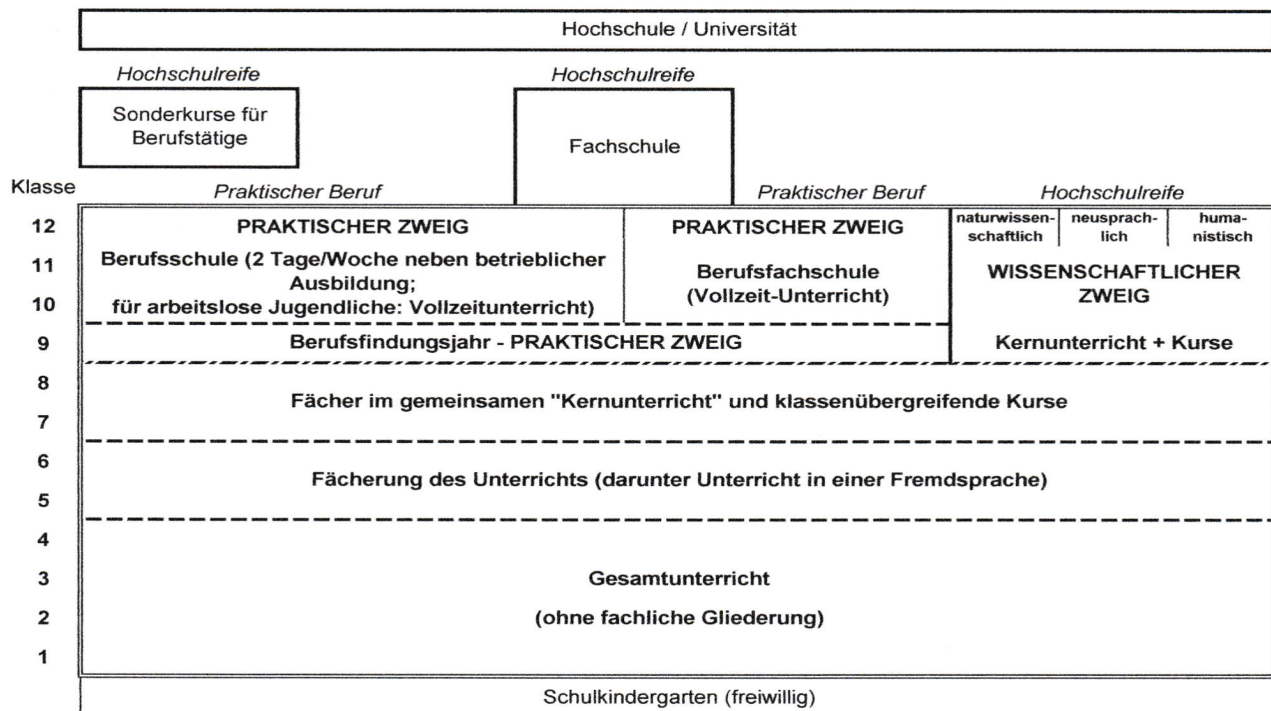 Hochschule / Universität
Hochschulreife
Hochschulreife
Sonderkurse für
Berufstätige
Fachschule
Klasse
Praktischer Beruf
Praktischer Beruf
Hochschulreife
12
PRAKTISCHER ZWEIG
PRAKTISCHER ZWEIG
naturwissen-
schaftlich
neusprach-
lich
huma-
nistisch
11
Berufsschule (2 Tage/Woche neben betrieblicher
Ausbildung;
für arbeitslose Jugendliche: Vollzeitunterricht)
Berufsfachschule
(Vollzeit-Unterricht)
WISSENSCHAFTLICHER
ZWEIG
10
9
Berufsfindungsjahr - PRAKTISCHER ZWEIG
Kernunterricht + Kurse
8
Fächer im gemeinsamen "Kernunterricht" und klassenübergreifende Kurse
7
6
Fächerung des Unterrichts (darunter Unterricht in einer Fremdsprache)
5
4
3
Gesamtunterricht
2
(ohne fachliche Gliederung)
1
Schulkindergarten (freiwillig)